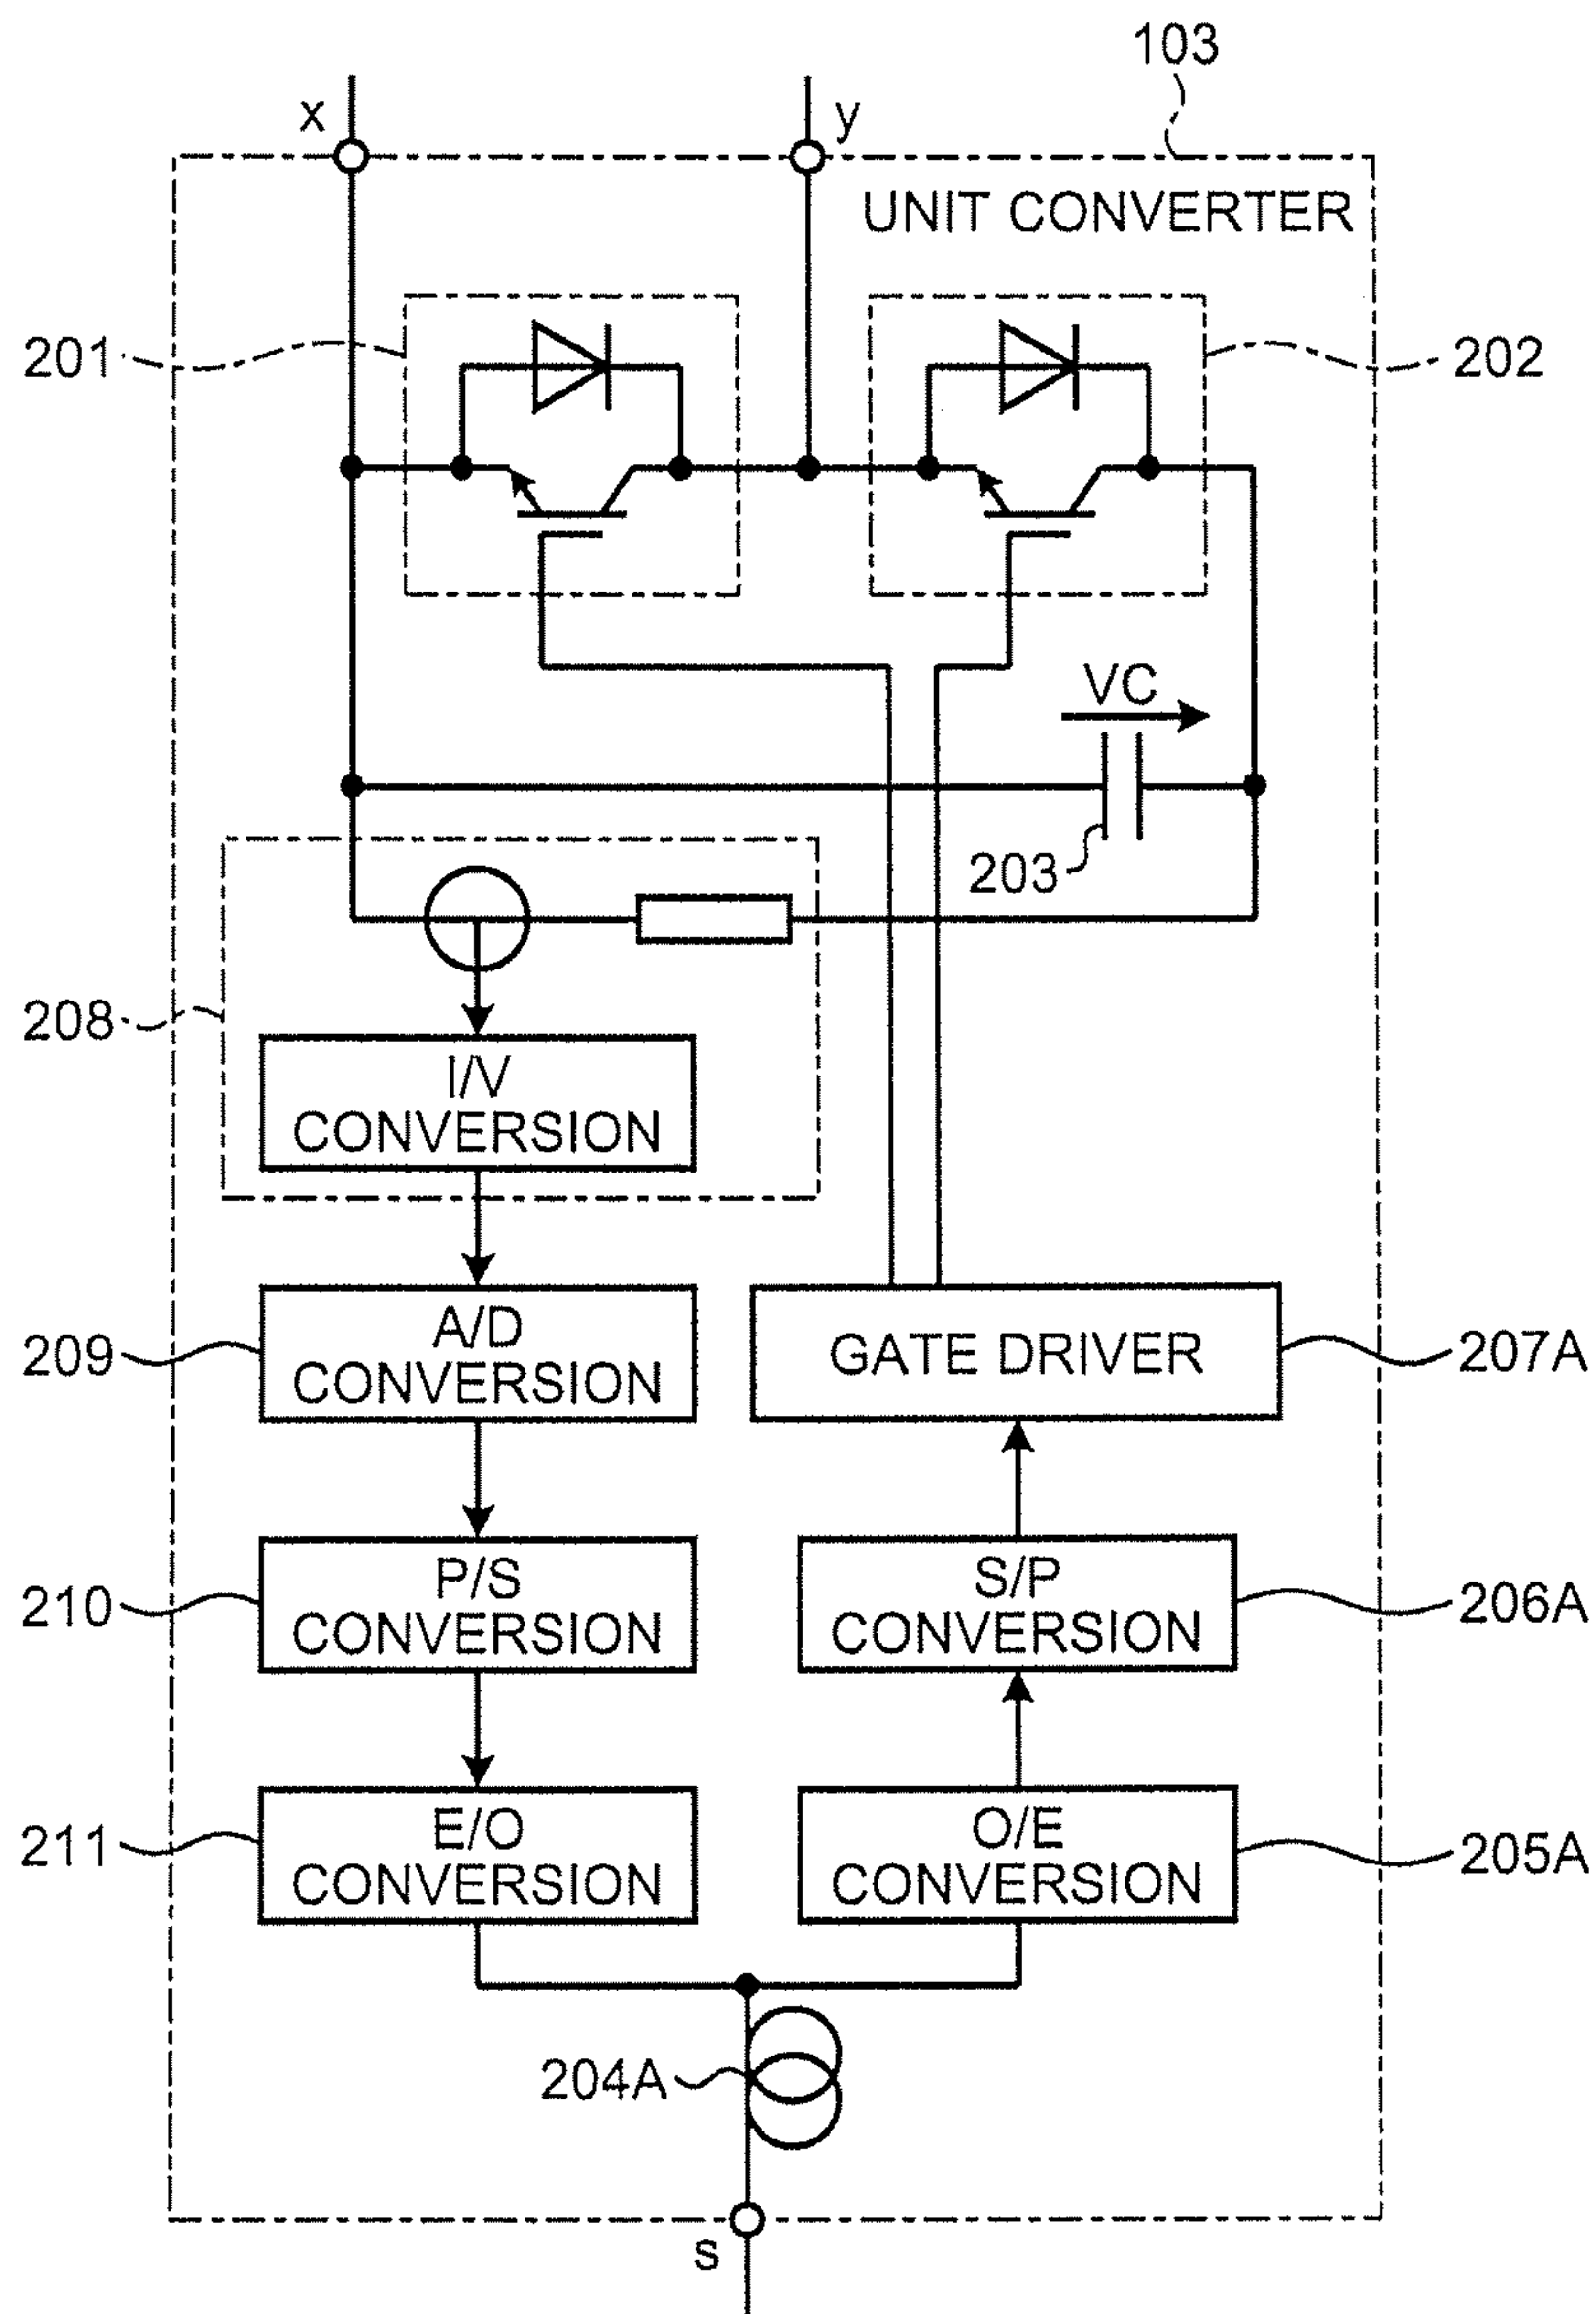 103
x
y
UNIT CONVERTER
201
202
VC
203
208
I/V
CONVERSION
209
A/D
CONVERSION
GATE DRIVER
207A
210
P/S
CONVERSION
S/P
CONVERSION
206A
211
E/O
CONVERSION
O/E
CONVERSION
205A
204A
s